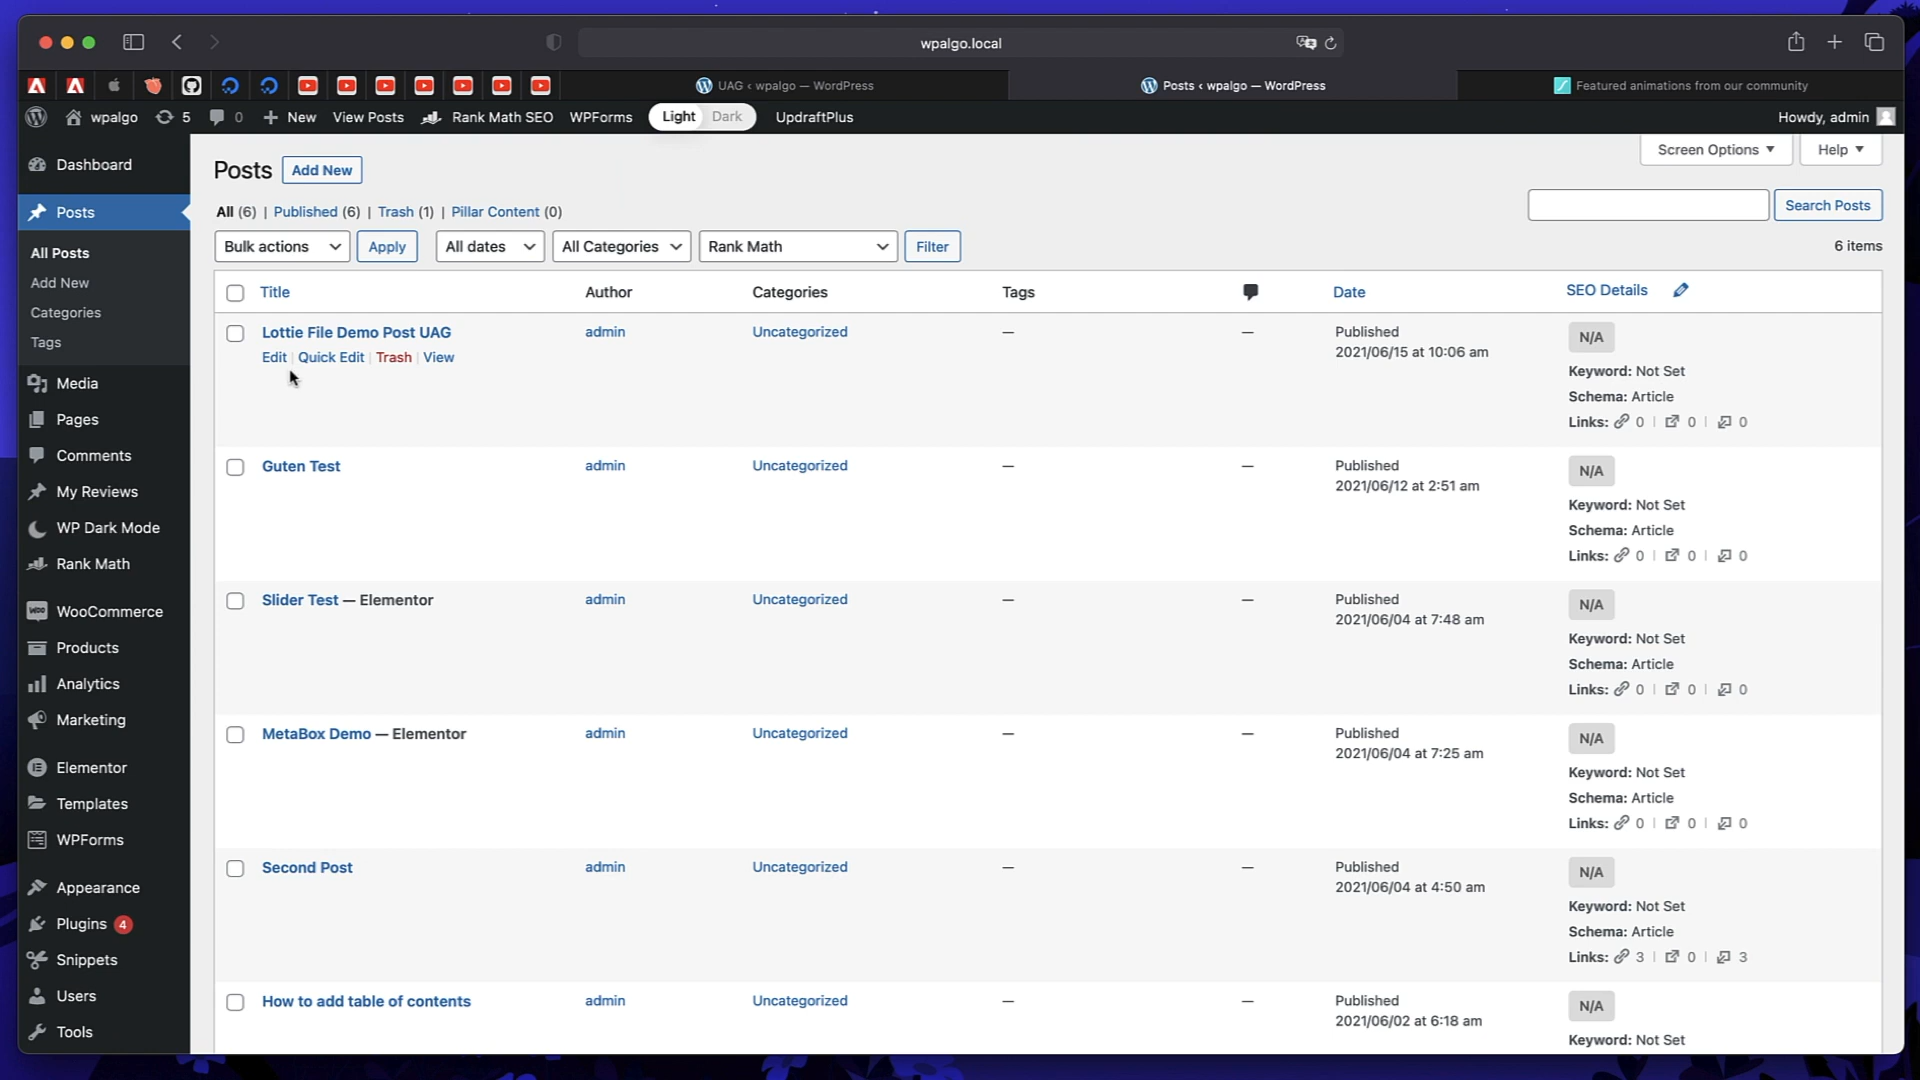 wpalgo.local
UAG < wpalgo — WordPress
Posts < wpalgo — WordPress
Featured animations from our community
wpalgo
5
0
New
View Posts
Rank Math SEO
WPForms
Light
Dark
UpdraftPlus
Howdy, admin
Dashboard
Posts
All Posts
Add New
Categories
Tags
Media
Pages
Comments
My Reviews
WP Dark Mode
Rank Math
WooCommerce
Products
Analytics
Marketing
Elementor
Templates
WPForms
Appearance
Plugins 4
Snippets
Users
Tools
Posts
Add New
Screen Options
Help
All (6) | Published (6) | Trash (1) | Pillar Content (0)
Search Posts
Bulk actions
Apply
All dates
All Categories
Rank Math
Filter
6 items
Title
Author
Categories
Tags
Date
SEO Details
Lottie File Demo Post UAG
Edit | Quick Edit | Trash | View
admin
Uncategorized
—
—
Published
2021/06/15 at 10:06 am
N/A
Keyword: Not Set
Schema: Article
Links: 0 | 0 | 0
Guten Test
admin
Uncategorized
—
—
Published
2021/06/12 at 2:51 am
N/A
Keyword: Not Set
Schema: Article
Links: 0 | 0 | 0
Slider Test — Elementor
admin
Uncategorized
—
—
Published
2021/06/04 at 7:48 am
N/A
Keyword: Not Set
Schema: Article
Links: 0 | 0 | 0
MetaBox Demo — Elementor
admin
Uncategorized
—
—
Published
2021/06/04 at 7:25 am
N/A
Keyword: Not Set
Schema: Article
Links: 0 | 0 | 0
Second Post
admin
Uncategorized
—
—
Published
2021/06/04 at 4:50 am
N/A
Keyword: Not Set
Schema: Article
Links: 3 | 0 | 3
How to add table of contents
admin
Uncategorized
—
—
Published
2021/06/02 at 6:18 am
N/A
Keyword: Not Set